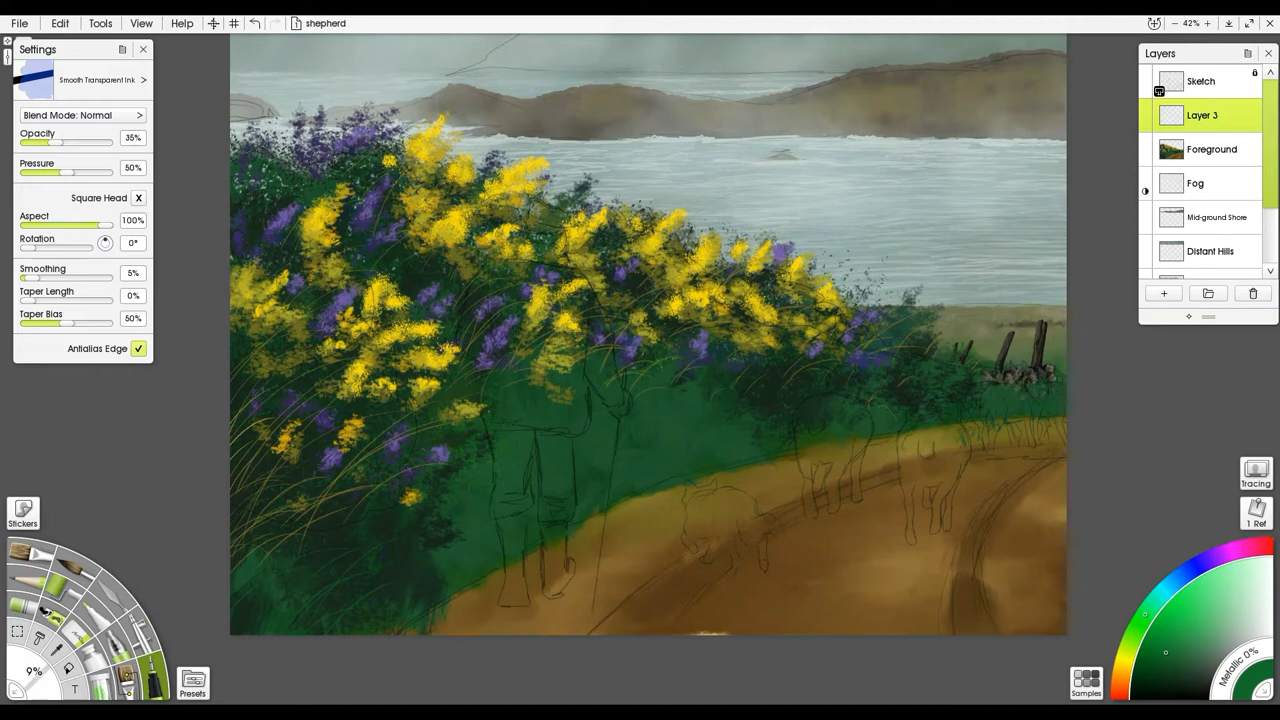 File Edit Tools View Help shepherd 42%
Settings
Smooth Transparent Ink
Blend Mode: Normal
Opacity 35%
Pressure 50%
Square Head X
Aspect 100%
Rotation 0°
Smoothing 5%
Taper Length 0%
Taper Bias 50%
Antialias Edge
Stickers
9%
T
Presets
Layers
Sketch
Layer 3
Foreground
Fog
Mid-ground Shore
Distant Hills
Tracing
1 Ref
Metallic 0%
Samples